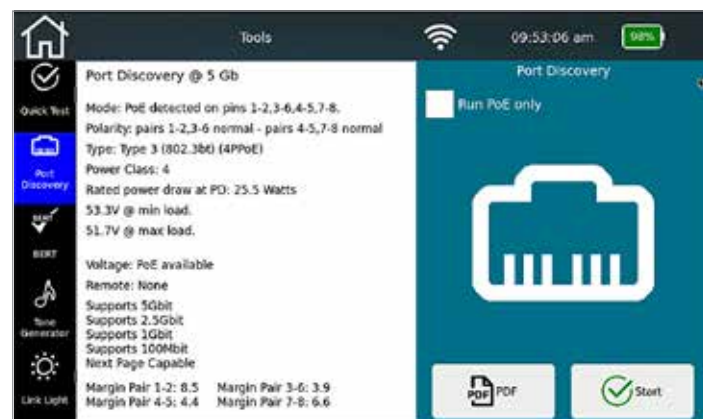 Tools
09:53:06 am
98%
Quick Test
Port
Discovery
BERT
BERT
Tone
Generator
Link Light
Port Discovery @ 5 Gb
Mode: PoE detected on pins 1-2,3-6,4-5,7-8.
Polarity: pairs 1-2,3-6 normal - pairs 4-5,7-8 normal
Type: Type 3 (802.3bt) (4PPoE)
Power Class: 4
Rated power draw at PD: 25.5 Watts
53.3V @ min load.
51.7V @ max load.
Voltage: PoE available
Remote: None
Supports 5Gbit
Supports 2.5Gbit
Supports 1Gbit
Supports 100Mbit
Next Page Capable
Margin Pair 1-2: 8.5 Margin Pair 3-6: 3.9
Margin Pair 4-5: 4.4 Margin Pair 7-8: 6.6
Port Discovery
Run PoE only
PDF PDF
Start